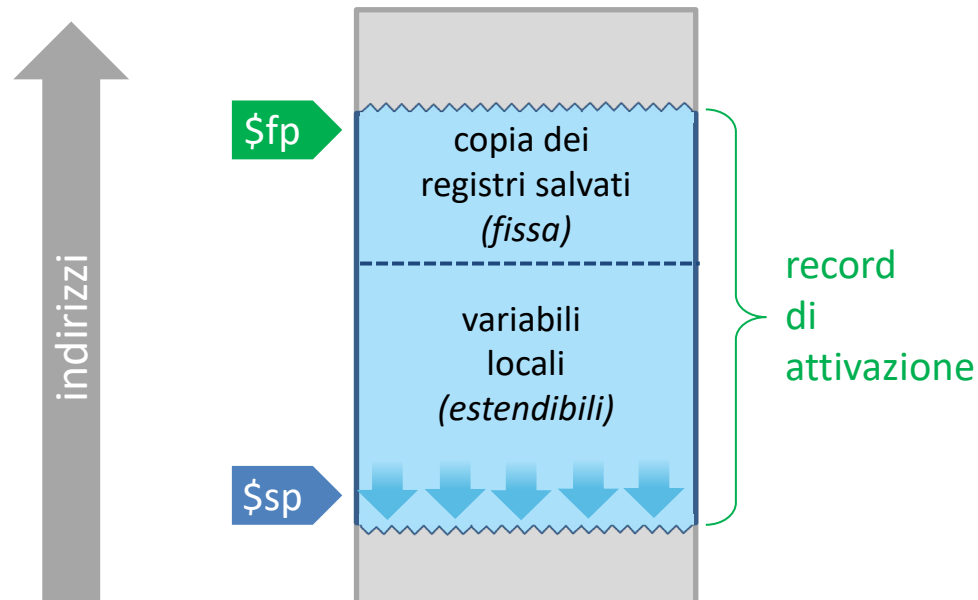 indirizzi
$fp
copia dei
registri salvati
(fissa)
variabili
locali
(estendibili)
$sp
record
di
attivazione